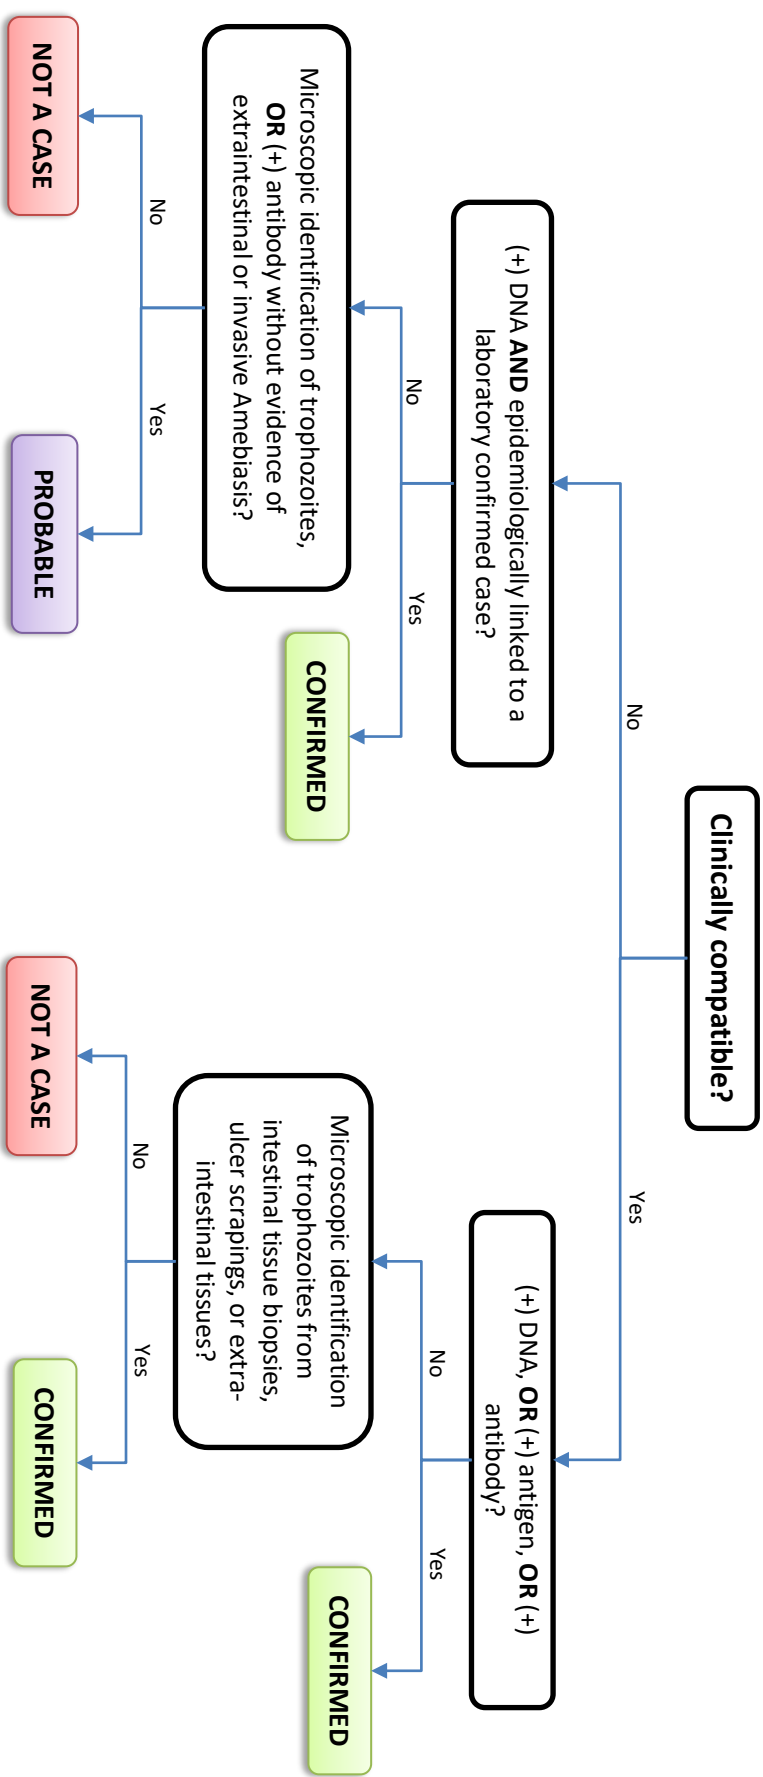 Clinically compatible?
No
Yes
(+) DNA AND epidemiologically linked to a
laboratory confirmed case?
(+) DNA, OR (+) antigen, OR (+)
antibody?
No
Yes
No
Yes
Microscopic identification of trophozoites,
OR (+) antibody without evidence of
extraintestinal or invasive Amebiasis?
CONFIRMED
Microscopic identification
of trophozoites from
intestinal tissue biopsies,
ulcer scrapings, or extra-
intestinal tissues?
CONFIRMED
No
Yes
No
Yes
NOT A CASE
PROBABLE
NOT A CASE
CONFIRMED